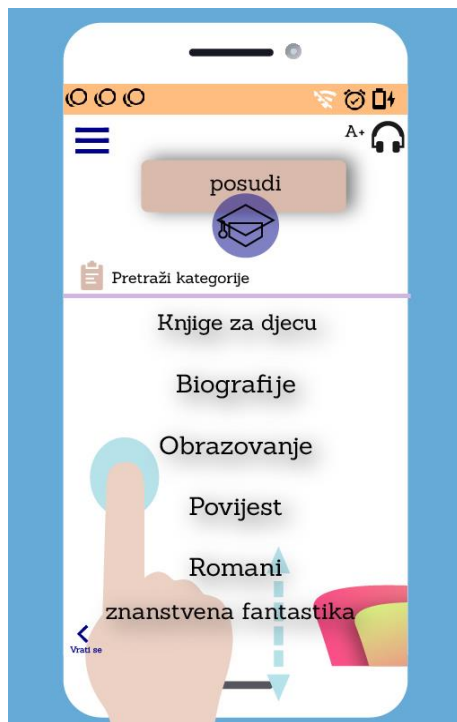 A+
posudi
Pretraži kategorije
Knjige za djecu
Biografije
Obrazovanje
Povijest
Romani
znanstvena fantastika
Vrati se